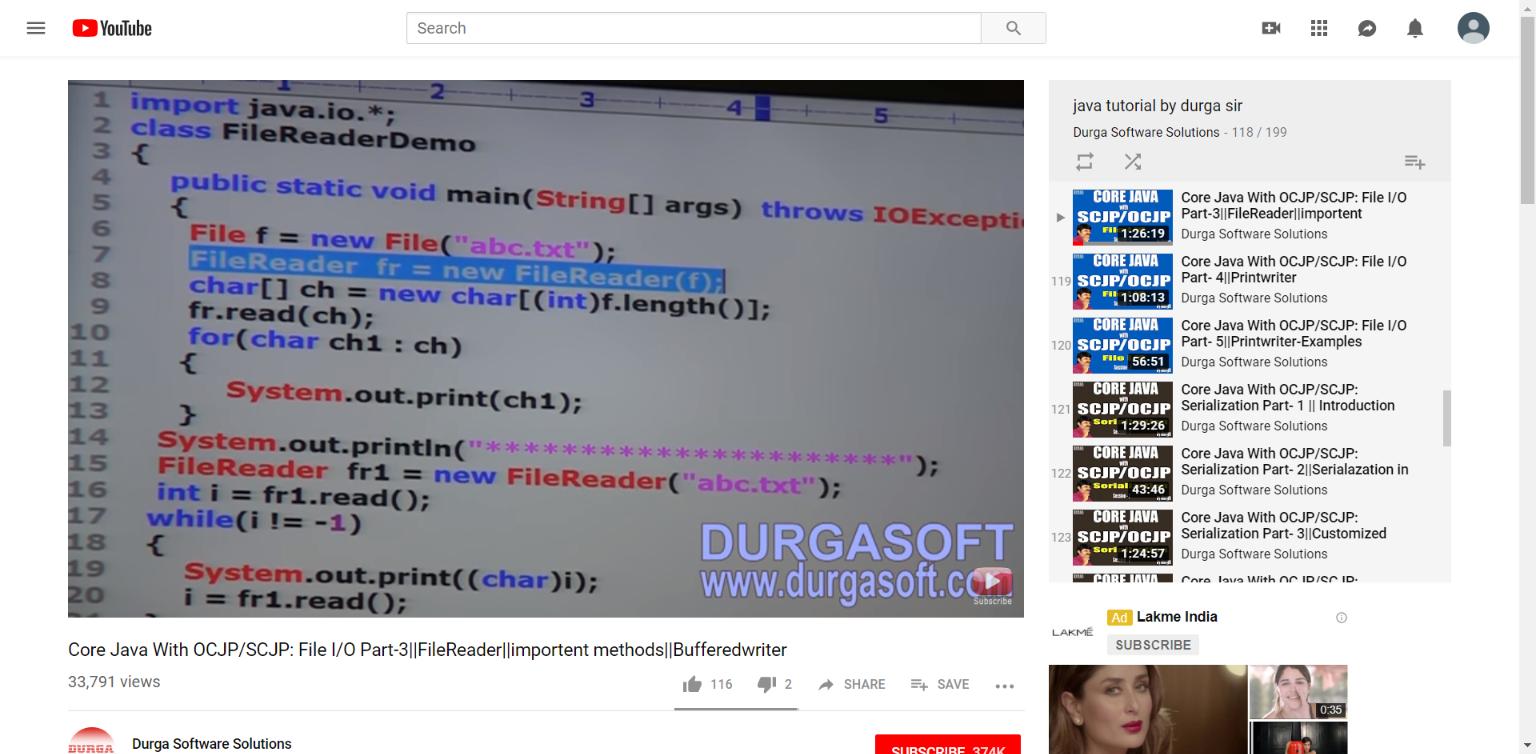 YouTube
Search
1 2 3 4 5
1 import java.io.*;
2 class FileReaderDemo
3 {
4 public static void main(String[] args) throws IOExcepti
5 {
6 File f = new File("abc.txt");
7 FileReader fr = new FileReader(f);
8 char[] ch = new char[(int)f.length()];
9 fr.read(ch);
10 for(char ch1 : ch)
11 {
12 System.out.print(ch1);
13 }
14 System.out.println("**********************");
15 FileReader fr1 = new FileReader("abc.txt");
16 int i = fr1.read();
17 while(i != -1)
18 {
19 System.out.print((char)i);
20 i = fr1.read();
DURGASOFT
www.durgasoft.com
Subscribe
Core Java With OCJP/SCJP: File I/O Part-3||FileReader||importent methods||Bufferedwriter
33,791 views
116 2 SHARE SAVE
DURGA
Durga Software Solutions
SUBSCRIBE 374K
java tutorial by durga sir
Durga Software Solutions - 118 / 199
CORE JAVA
with
SCJP/OCJP
1:26:19
Core Java With OCJP/SCJP: File I/O
Part-3||FileReader||importent
Durga Software Solutions
119
CORE JAVA
with
SCJP/OCJP
1:08:13
Core Java With OCJP/SCJP: File I/O
Part- 4||Printwriter
Durga Software Solutions
120
CORE JAVA
with
SCJP/OCJP
File
56:51
Core Java With OCJP/SCJP: File I/O
Part- 5||Printwriter-Examples
Durga Software Solutions
121
CORE JAVA
with
SCJP/OCJP
1:29:26
Core Java With OCJP/SCJP:
Serialization Part- 1 || Introduction
Durga Software Solutions
122
CORE JAVA
with
SCJP/OCJP
43:46
Core Java With OCJP/SCJP:
Serialization Part- 2||Serialazation in
Durga Software Solutions
123
CORE JAVA
with
SCJP/OCJP
1:24:57
Core Java With OCJP/SCJP:
Serialization Part- 3||Customized
Durga Software Solutions
CORE JAVA
Core Java With OCJP/SCJP:
LAKMÉ
Ad Lakme India
SUBSCRIBE
0:35